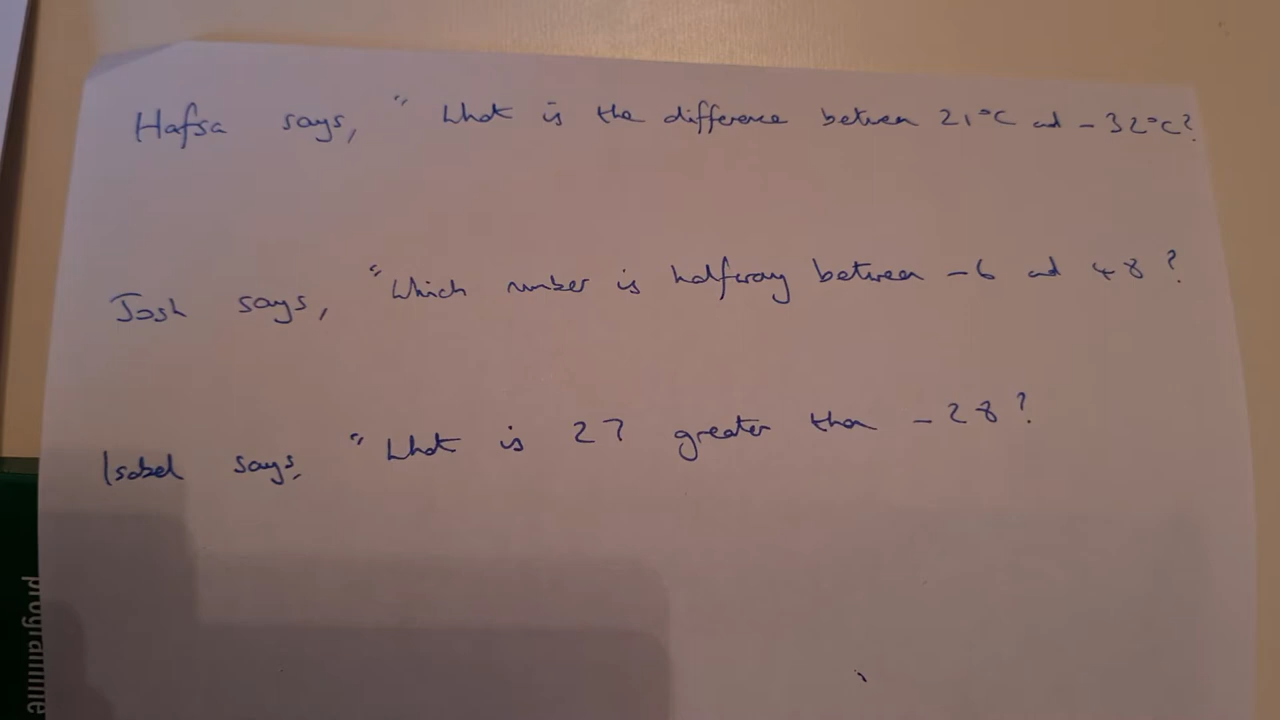 Hafsa says, " What is the difference between 21°C and -32°C?
Josh says, "Which number is halfway between -6 and 48?
Isobel says, "What is 27 greater than -28?
programme